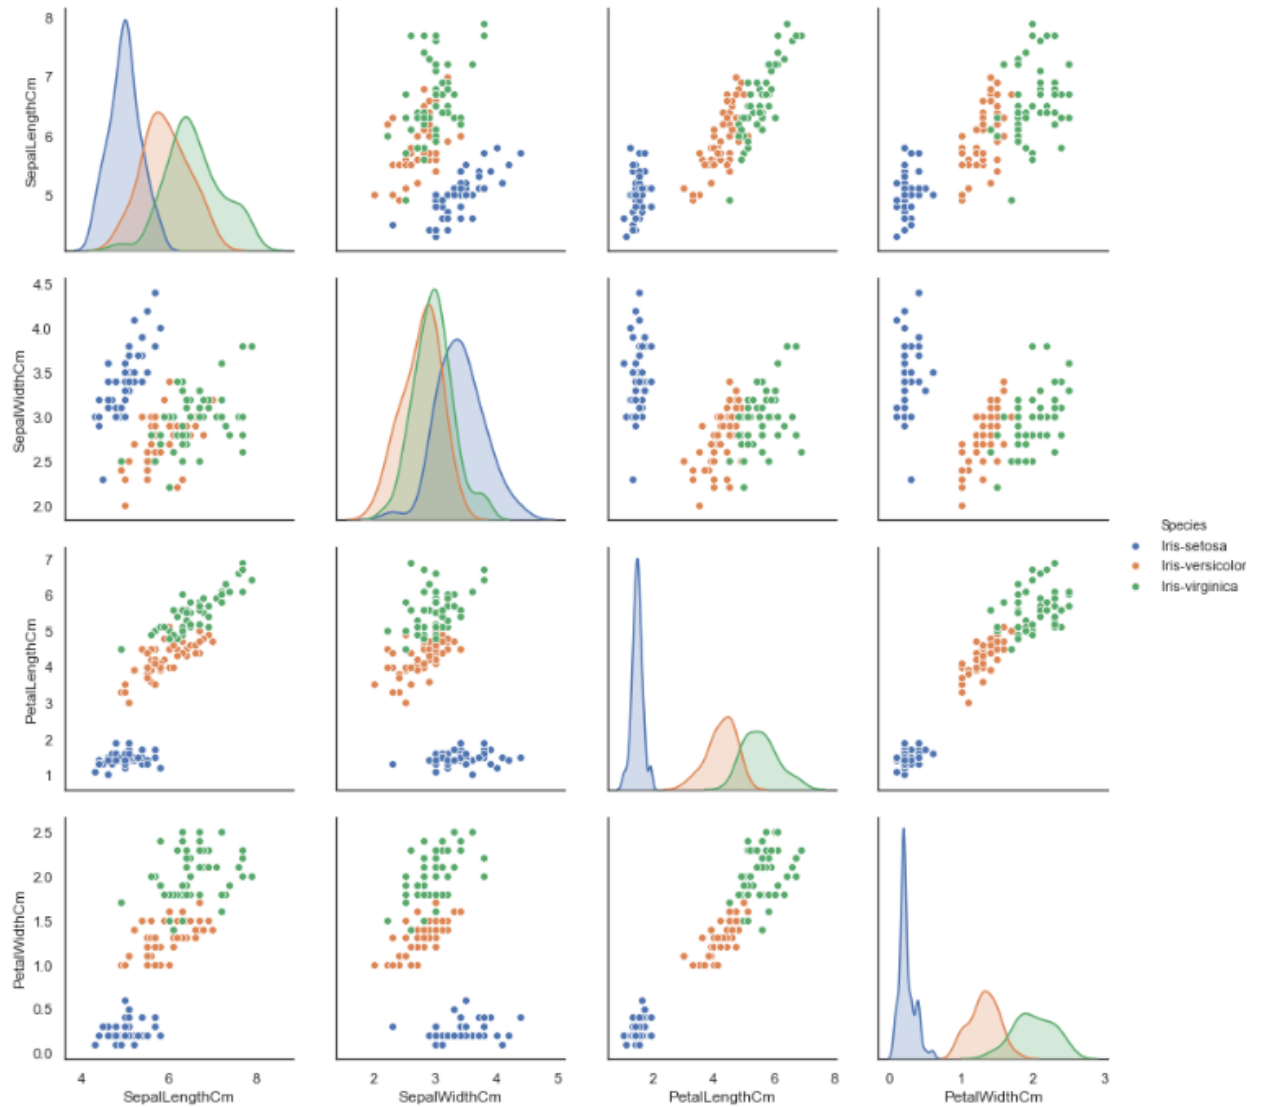 8
7
6
5
SepalLengthCm
4.5
4.0
3.5
3.0
2.5
2.0
SepalWidthCm
Species
Iris-setosa
Iris-versicolor
Iris-virginica
7
6
5
4
3
2
1
PetalLengthCm
2.5
2.0
1.5
1.0
0.5
0.0
PetalWidthCm
4 6 8
SepalLengthCm
2 3 4 5
SepalWidthCm
2 4 6 8
PetalLengthCm
0 1 2 3
PetalWidthCm